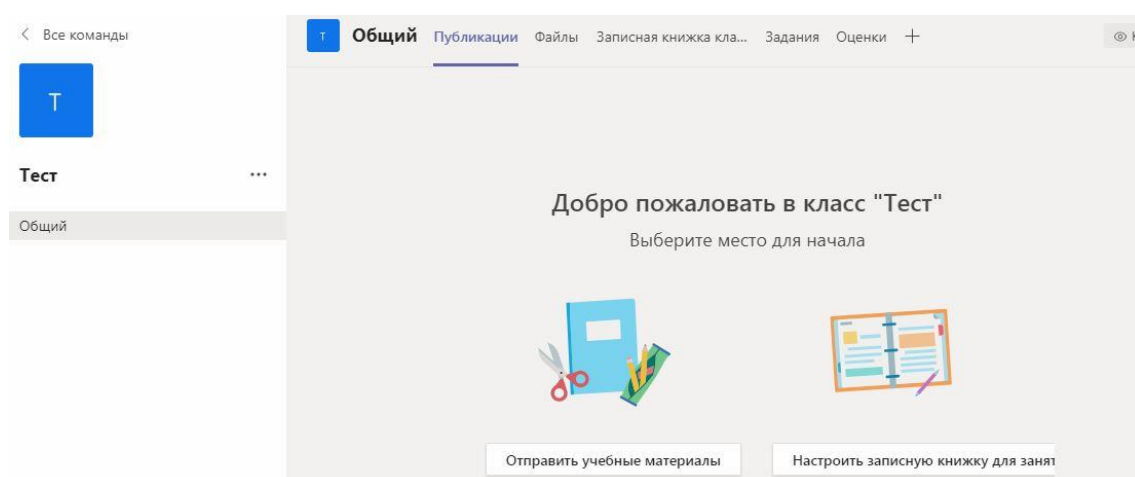 Все команды
Т
Тест
Общий
Т Общий Публикации Файлы Записная книжка кла... Задания Оценки
Добро пожаловать в класс "Тест"
Выберите место для начала
Отправить учебные материалы
Настроить записную книжку для